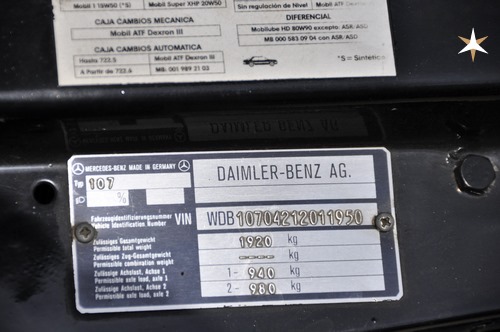 Mobil 1 15W50 (*S) Mobil Super XHP 20W50
CAJA CAMBIOS MECANICA
Mobil ATF Dexron III
CAJA CAMBIOS AUTOMATICA
Hasta 722.5 Mobil ATF Dexron III
A Partir de 722.6 MB: 001 989 21 03
Sin regulación de Nivel
DIFERENCIAL
Mobilube HD 80W90 excepto con ASR/ASD
MB 000 583 09 04 con ASR/ASD
*S = Sintetico
MERCEDES-BENZ MADE IN GERMANY
Typ 107
%
DAIMLER-BENZ AG.
Fahrzeugidentifizierungsnummer
Vehicle Identification Number VIN WDB10704212011950
Zulässiges Gesamtgewicht
Permissible total weight 1920 kg
Zulässiges Zug-Gesamtgewicht
Permissible combination weight kg
Zulässige Achslast, Achse 1
Permissible axle load, axle 1 1- 940 kg
Zulässige Achslast, Achse 2
Permissible axle load, axle 2 2- 980 kg